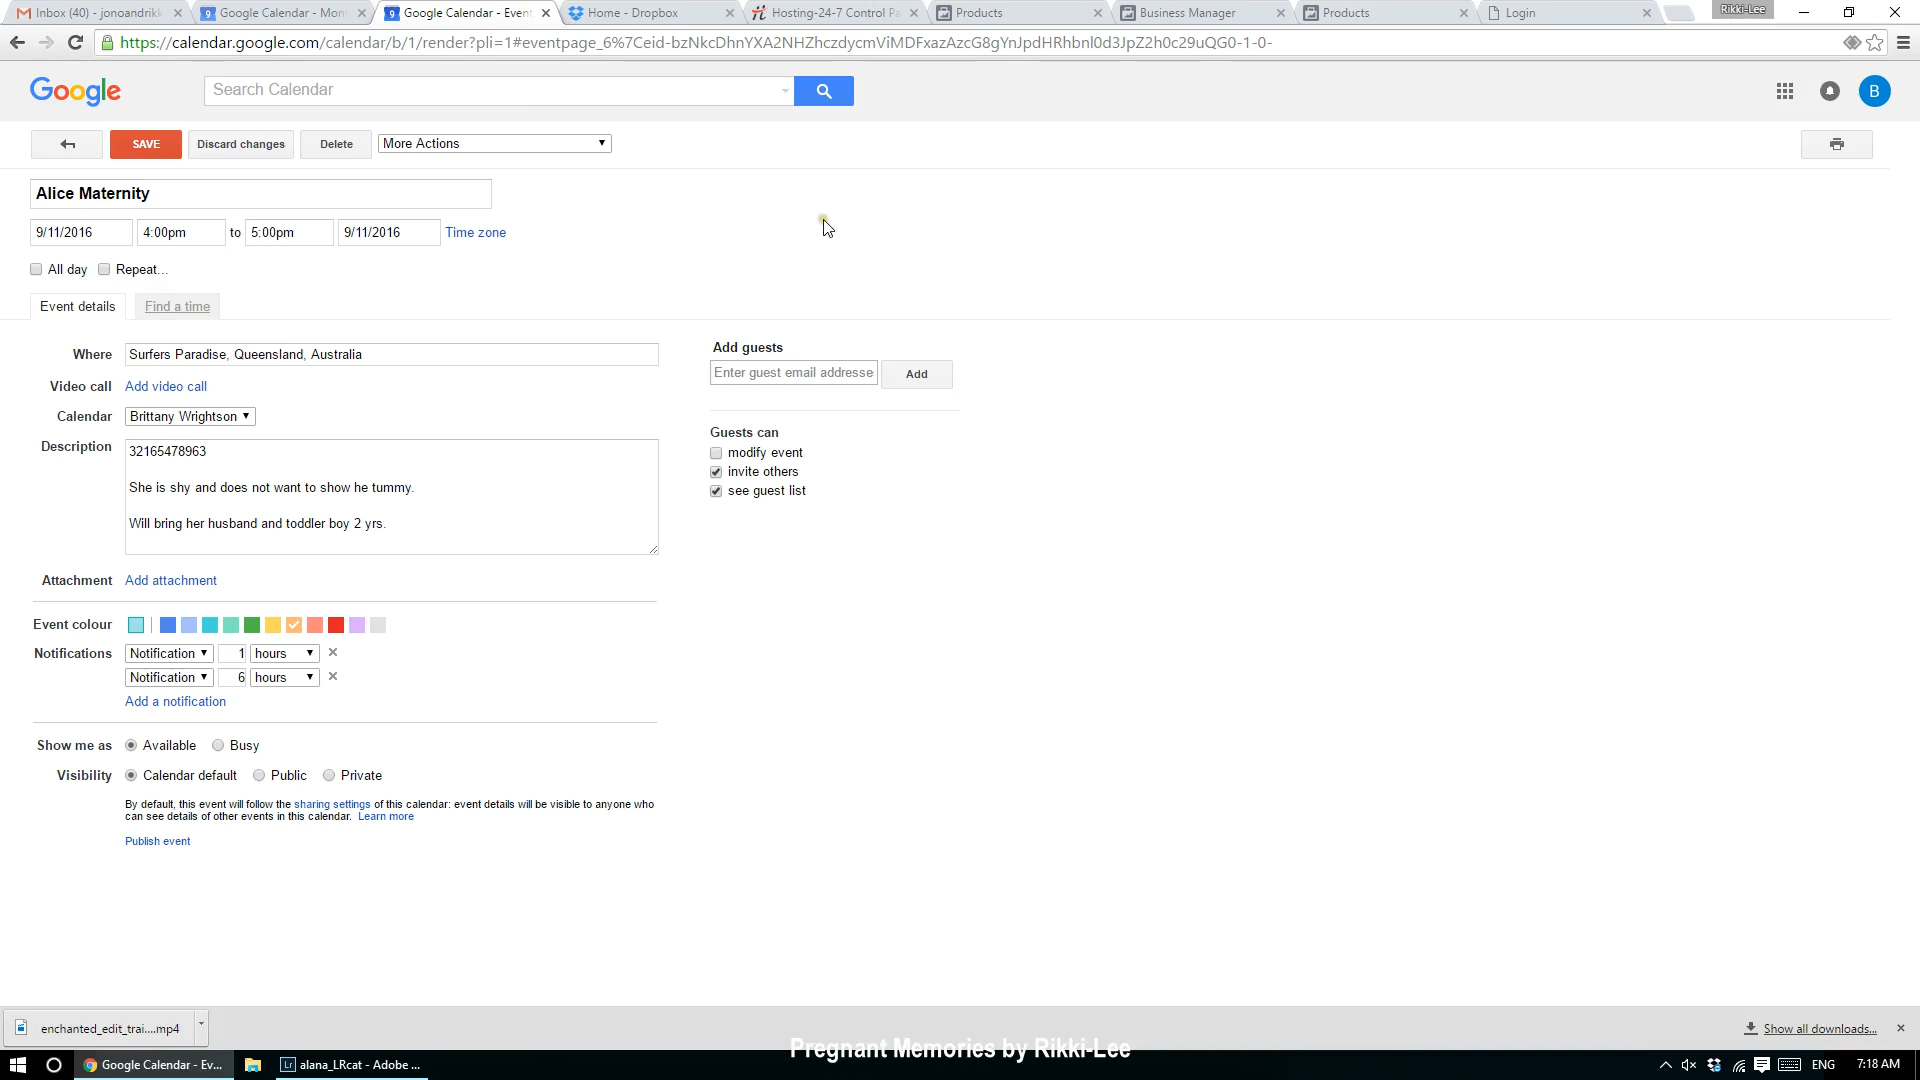 Inbox (40) - jonoandrikk
Google Calendar - Mont
Google Calendar - Even
Home - Dropbox
Hosting-24-7 Control Pa
Products
Business Manager
Products
Login
Rikki-Lee
https://calendar.google.com/calendar/b/1/render?pli=1#eventpage_6%7Ceid-bzNkcDhnYXA2NHZhczdycmViMDFxazAzcG8gYnJpdHRhbnl0d3JpZ2h0c29uQG0-1-0-
Google
Search Calendar
B
SAVE
Discard changes
Delete
More Actions
Alice Maternity
9/11/2016 4:00pm to 5:00pm 9/11/2016 Time zone
All day Repeat...
Event details Find a time
Where Surfers Paradise, Queensland, Australia
Video call Add video call
Calendar Brittany Wrightson
Description 32165478963
She is shy and does not want to show he tummy.
Will bring her husband and toddler boy 2 yrs.
Attachment Add attachment
Event colour
Notifications Notification 1 hours
Notification 6 hours
Add a notification
Show me as Available Busy
Visibility Calendar default Public Private
By default, this event will follow the sharing settings of this calendar: event details will be visible to anyone who
can see details of other events in this calendar. Learn more
Publish event
Add guests
Enter guest email addresse Add
Guests can
modify event
invite others
see guest list
enchanted_edit_trai....mp4
Show all downloads...
Pregnant Memories by Rikki-Lee
Google Calendar - Ev...
Lr alana_LRcat - Adobe ...
ENG
7:18 AM